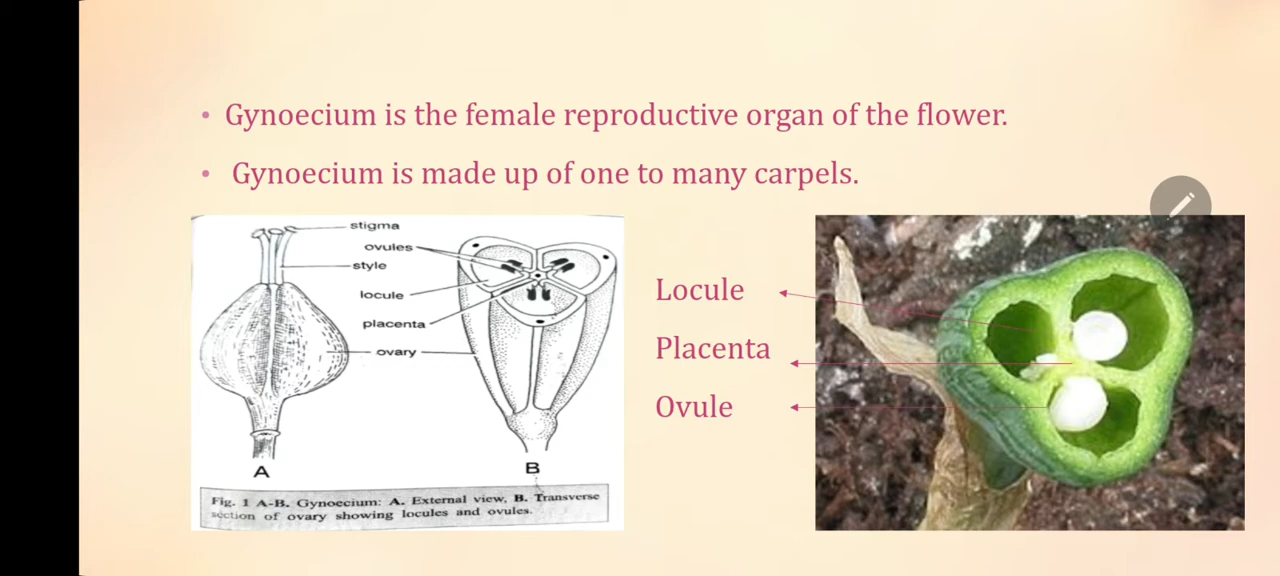 • Gynoecium is the female reproductive organ of the flower.
• Gynoecium is made up of one to many carpels.
stigma
ovules
style
locule
placenta
ovary
A
B
Fig. 1 A-B. Gynoecium: A. External view, B. Transverse
section of ovary showing locules and ovules.
Locule
Placenta
Ovule